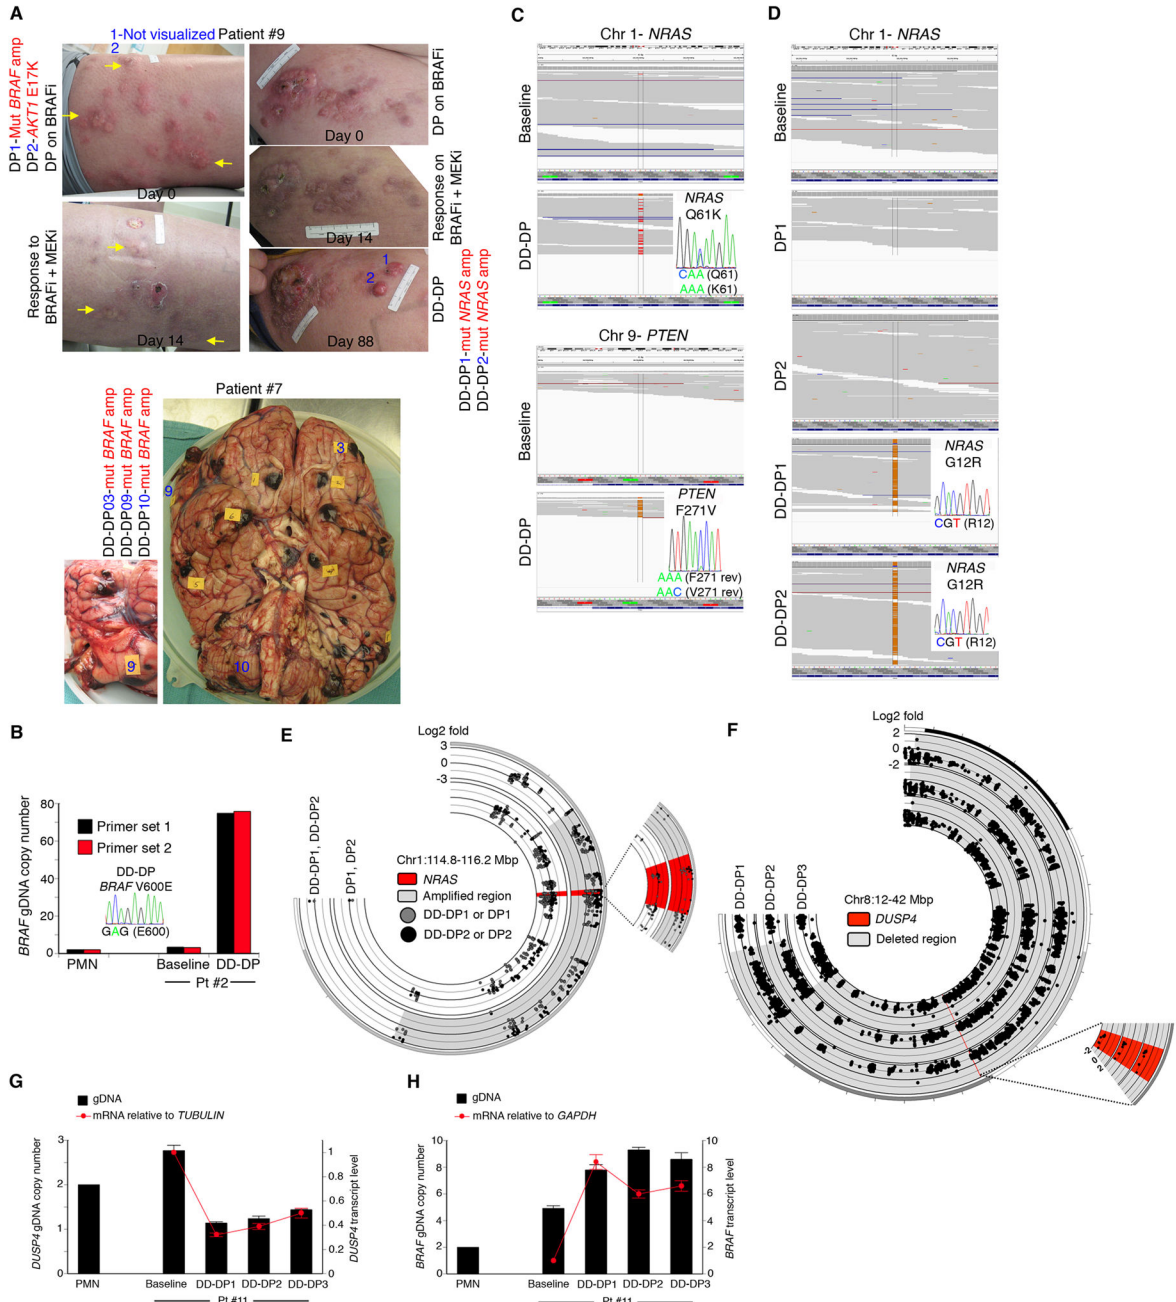 A
1-Not visualized Patient #9
2
DP1-Mut BRAF amp
DP2-AKT1 E17K
DP on BRAFi
Day 0
Day 0
DP on BRAFi
Response to
BRAFi + MEKi
Day 14
Day 14
Response on
BRAFi + MEKi
1
2
Day 88
DD-DP
DD-DP1-mut NRAS amp
DD-DP2-mut NRAS amp
Patient #7
DD-DP03-mut BRAF amp
DD-DP09-mut BRAF amp
DD-DP10-mut BRAF amp
3
9
6
5
9
10
B
BRAF gDNA copy number
80
60
40
20
0
Primer set 1
Primer set 2
DD-DP
BRAF V600E
GAG (E600)
PMN
Baseline
DD-DP
Pt #2
C
Chr 1- NRAS
Baseline
DD-DP
NRAS
Q61K
CAA (Q61)
AAA (K61)
Chr 9- PTEN
Baseline
DD-DP
PTEN
F271V
AAA (F271 rev)
AAC (V271 rev)
D
Chr 1- NRAS
Baseline
DP1
DP2
DD-DP1
NRAS
G12R
CGT (R12)
DD-DP2
NRAS
G12R
CGT (R12)
E
Log2 fold
3
0
-3
DD-DP1, DD-DP2
DP1, DP2
Chr1:114.8-116.2 Mbp
NRAS
Amplified region
DD-DP1 or DP1
DD-DP2 or DP2
F
Log2 fold
2
0
-2
DD-DP1
DD-DP2
DD-DP3
Chr8:12-42 Mbp
DUSP4
Deleted region
-2
0
2
G
gDNA
mRNA relative to TUBULIN
DUSP4 gDNA copy number
3
2
1
0
1
0.8
0.6
0.4
0.2
0
DUSP4 transcript level
PMN
Baseline
DD-DP1
DD-DP2
DD-DP3
Pt #11
H
gDNA
mRNA relative to GAPDH
BRAF gDNA copy number
10
8
6
4
2
0
10
8
6
4
2
0
BRAF transcript level
PMN
Baseline
DD-DP1
DD-DP2
DD-DP3
Pt #11